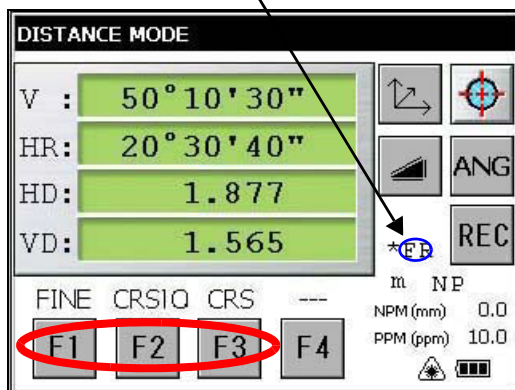 DISTANCE MODE
V : 50°10'30"
HR: 20°30'40"
HD: 1.877
VD: 1.565
ANG
REC
*FR
m NP
NPM (mm) 0.0
PPM (ppm) 10.0
FINE CRS1Q CRS ---
F1 F2 F3 F4